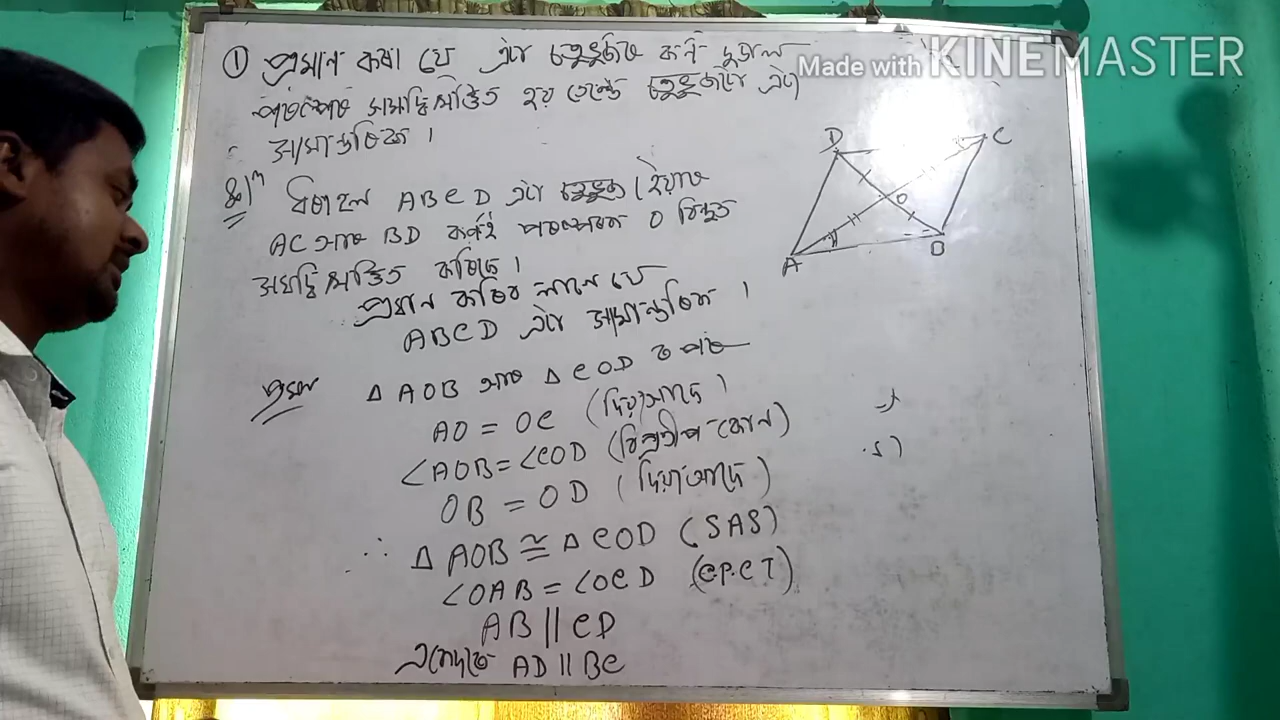 Made with KINEMASTER
① প্ৰমাণ কৰা যে এটা চতুৰ্ভুজৰ কৰ্ণ দুডাল
পৰস্পৰ সমদ্বিখণ্ডিত হয় তেন্তে চতুৰ্ভুজটো এটা
সামান্তৰিক ।
ধৰাহল ABCD এটা চতুৰ্ভুজ । ইয়াৰ
AC আৰু BD কৰ্ণই পৰস্পৰক O বিন্দুত
সমদ্বিখণ্ডিত কৰিছে ।
প্ৰমাণ কৰিব লাগে যে
ABCD এটা সামান্তৰিক ।
প্ৰমাণ Δ AOB আৰু Δ COD ৰ পৰা
AO = OC (দিয়া আছে)
∠AOB = ∠COD (বিপ্ৰতীপ কোন)
OB = OD (দিয়া আছে)
∴ Δ AOB ≅ Δ COD (SAS)
∠OAB = ∠OCD (C.P.C T)
AB || CD
এনেদৰে AD || BC
D C
O
A B